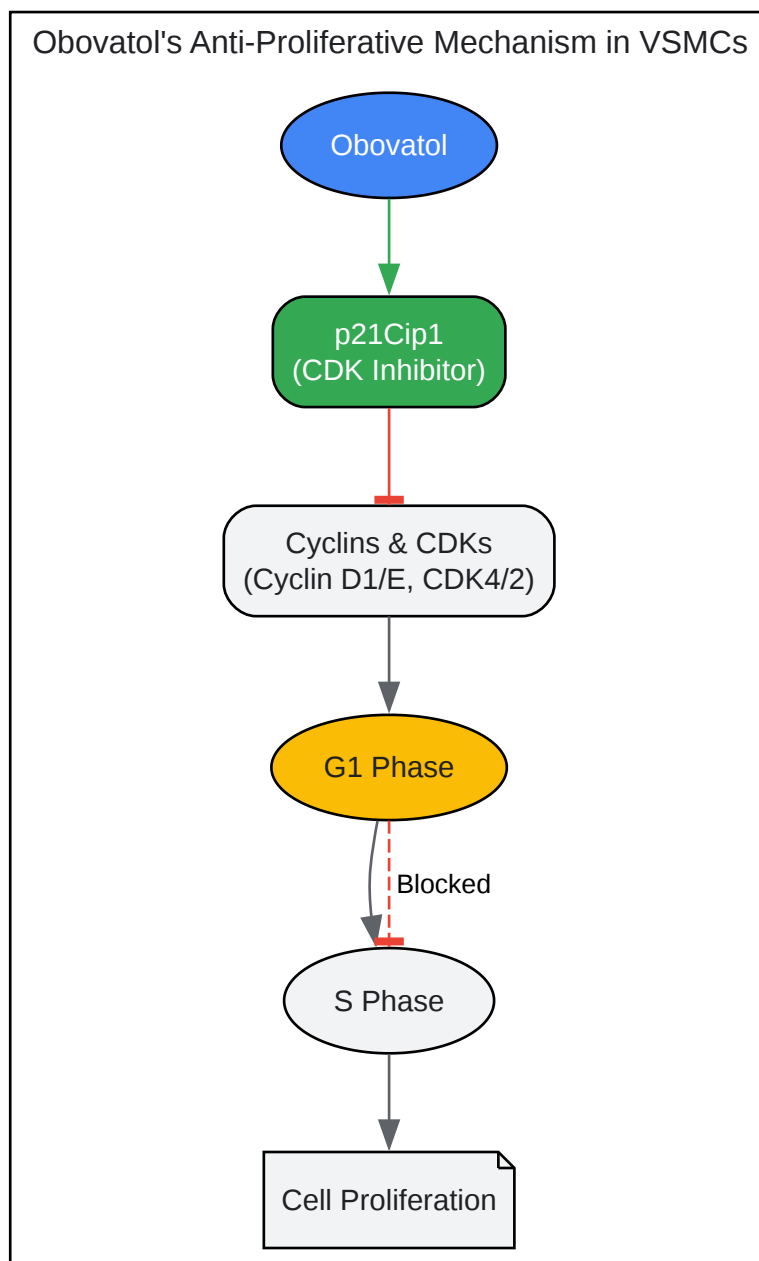 Obovatol's Anti-Proliferative Mechanism in VSMCs
Obovatol
p21Cip1
(CDK Inhibitor)
Cyclins & CDKs
(Cyclin D1/E, CDK4/2)
G1 Phase
Blocked
S Phase
Cell Proliferation